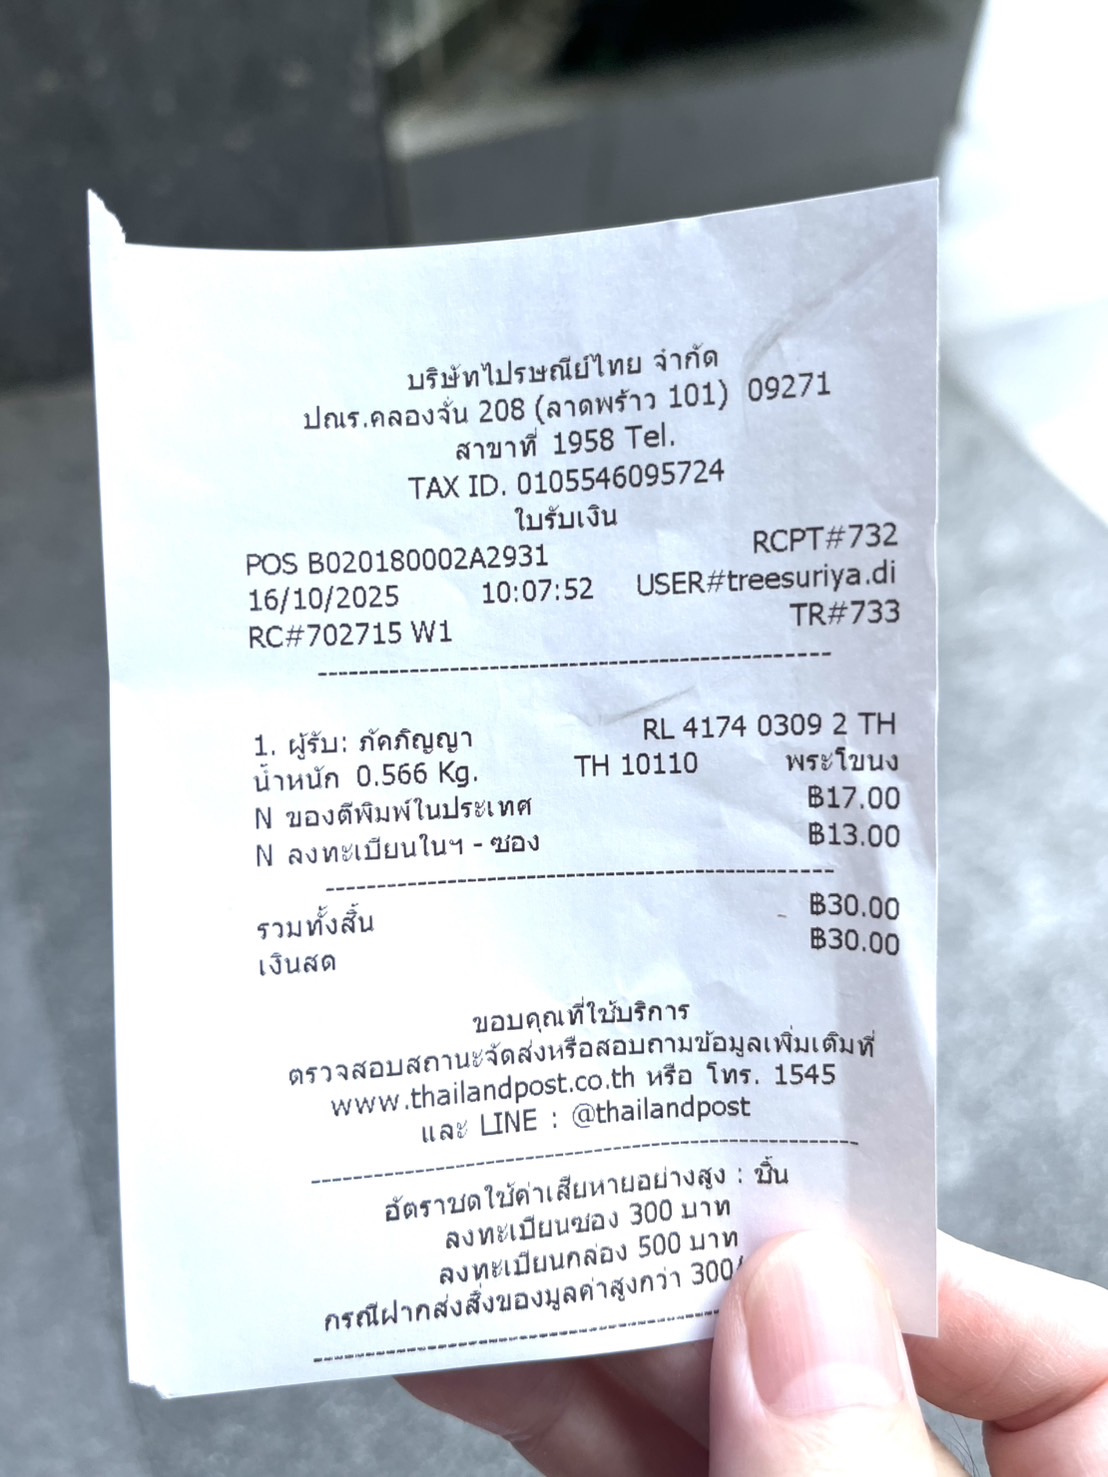 บริษัทไปรษณีย์ไทย จำกัด
ปณร.คลองจั่น 208 (ลาดพร้าว 101) 09271
สาขาที่ 1958 Tel.
TAX ID. 0105546095724
ใบรับเงิน
POS B020180002A2931 RCPT#732
16/10/2025 10:07:52 USER#treesuriya.di
RC#702715 W1 TR#733
1. ผู้รับ: ภัคภิญญา RL 4174 0309 2 TH
น้ำหนัก 0.566 Kg. TH 10110 พระโขนง
N ของตีพิมพ์ในประเทศ ฿17.00
N ลงทะเบียนในฯ - ซอง ฿13.00
รวมทั้งสิ้น ฿30.00
เงินสด ฿30.00
ขอบคุณที่ใช้บริการ
ตรวจสอบสถานะจัดส่งหรือสอบถามข้อมูลเพิ่มเติมที่
www.thailandpost.co.th หรือ โทร. 1545
และ LINE : @thailandpost
อัตราชดใช้ค่าเสียหายอย่างสูง : ชิ้น
ลงทะเบียนซอง 300 บาท
ลงทะเบียนกล่อง 500 บาท
กรณีฝากส่งสิ่งของมูลค่าสูงกว่า 300/